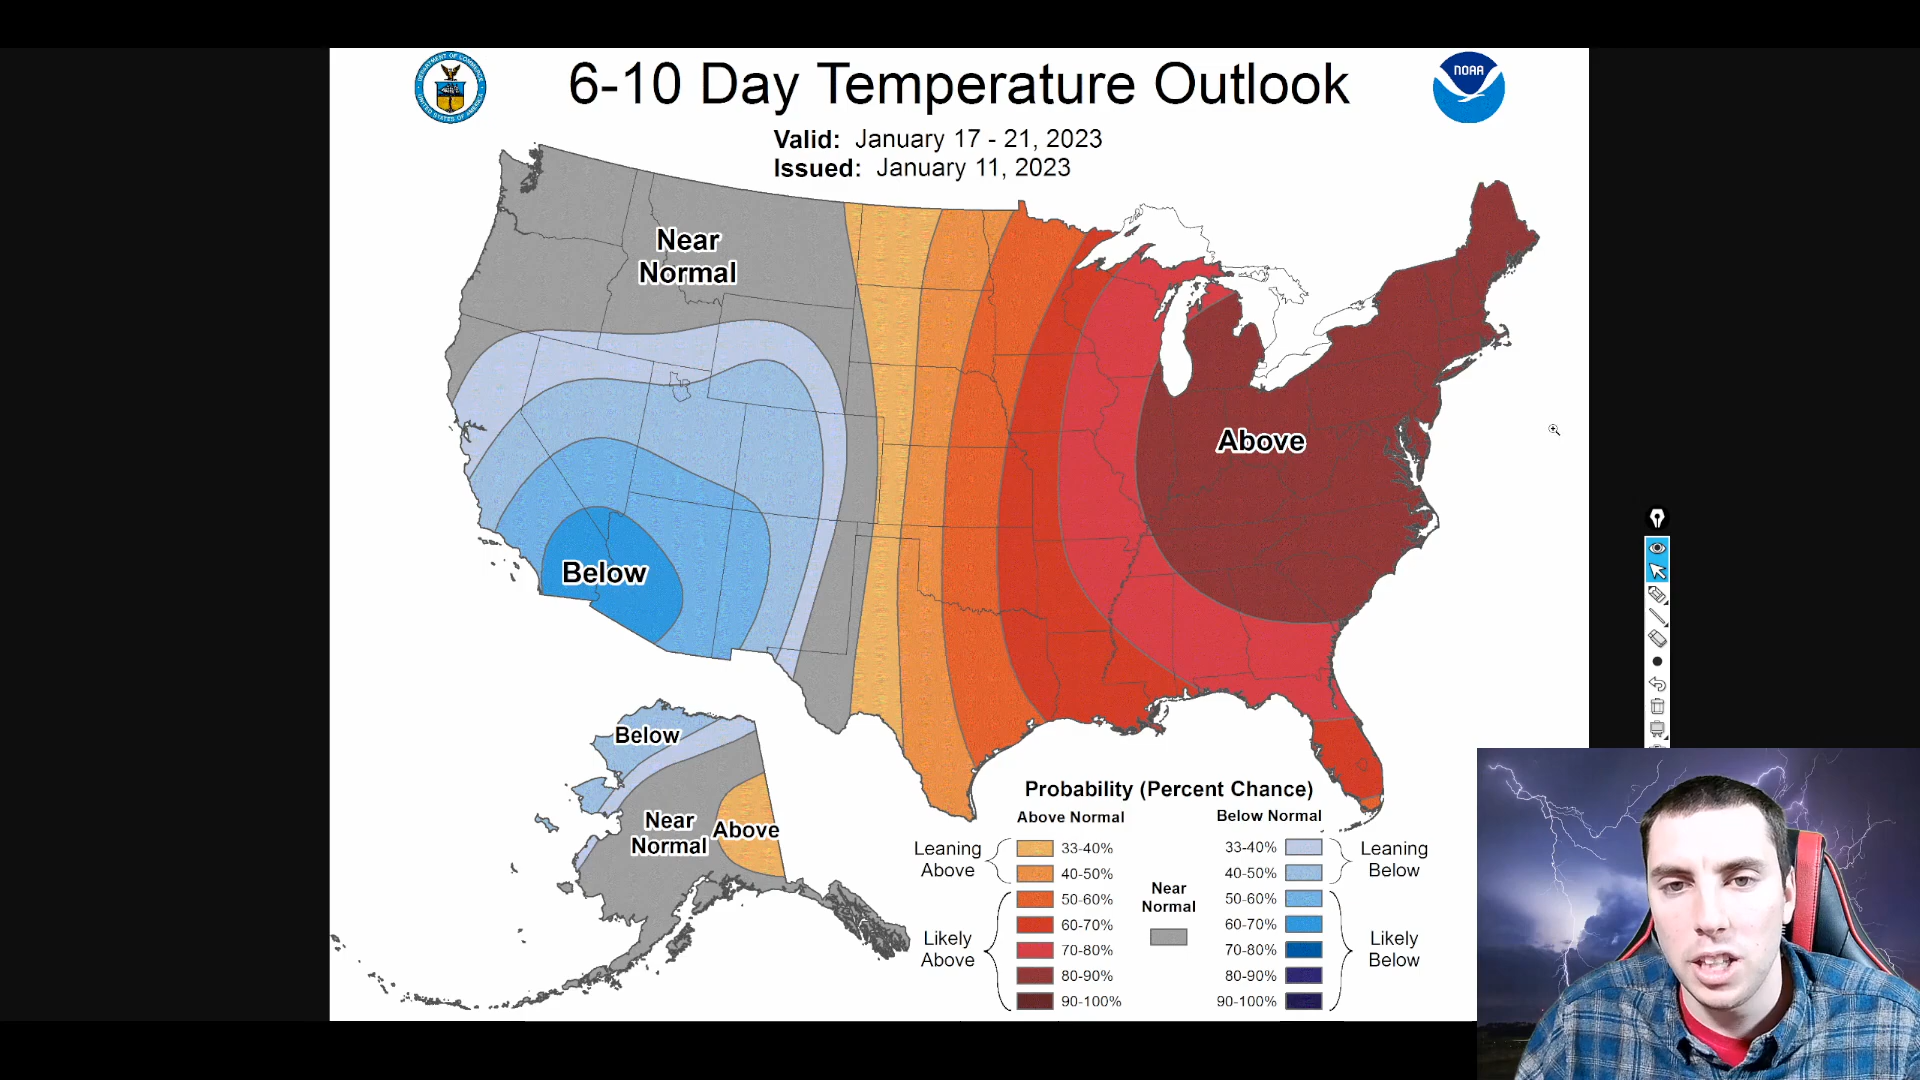 6-10 Day Temperature Outlook
NOAA
Valid: January 17 - 21, 2023
Issued: January 11, 2023
Near
Normal
Above
Below
Below
Near
Normal
Above
Probability (Percent Chance)
Above Normal
Below Normal
Leaning
Above
33-40%
40-50%
Likely
Above
50-60%
60-70%
70-80%
80-90%
90-100%
Near
Normal
33-40%
40-50%
Leaning
Below
50-60%
60-70%
70-80%
80-90%
90-100%
Likely
Below